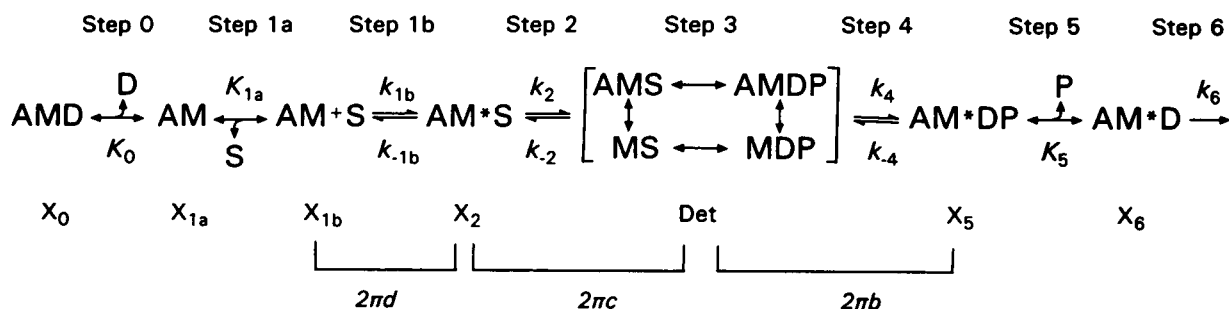 Step 0 Step 1a Step 1b Step 2 Step 3 Step 4 Step 5 Step 6
D K1a k1b k2 AMS ↔ AMDP k4 P k6
AMD ↔ AM ↔ AM+S ⇌ AM*S ⇌ ⇌ AM*DP ↔ AM*D →
K0 S k-1b k-2 MS ↔ MDP k-4 K5
X0 X1a X1b X2 Det X5 X6
2πd 2πc 2πb